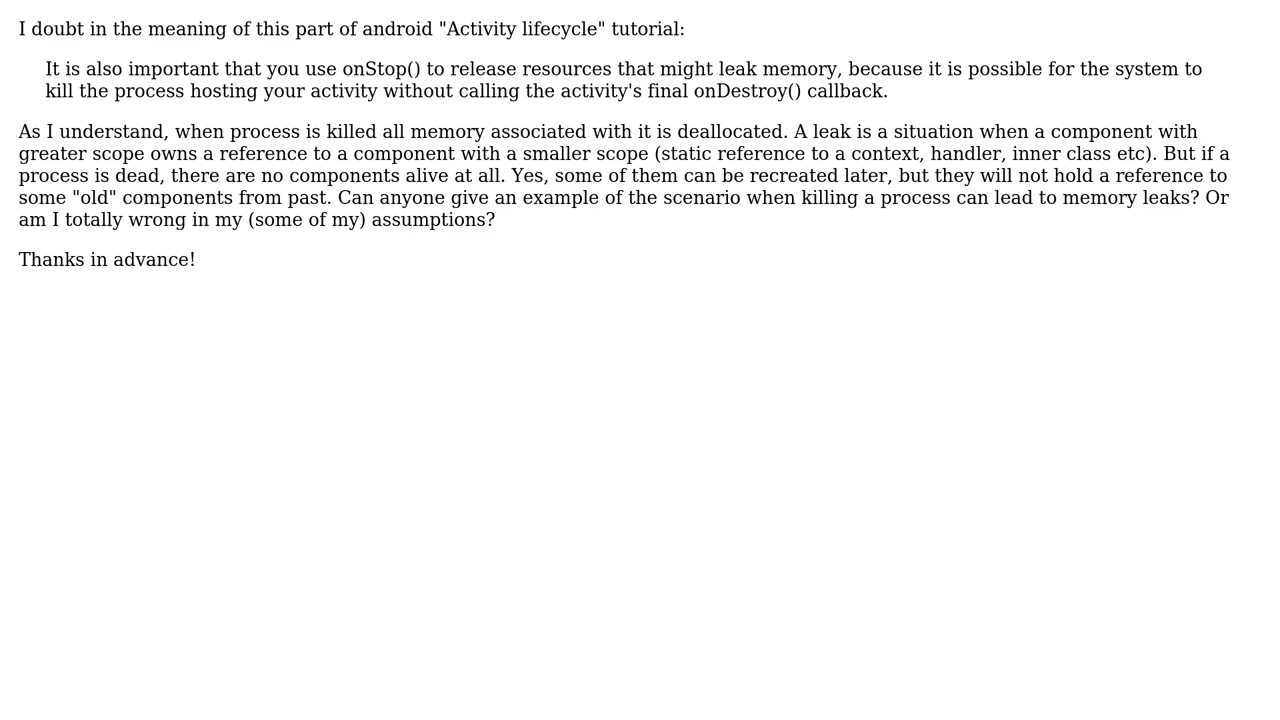 I doubt in the meaning of this part of android "Activity lifecycle" tutorial:
It is also important that you use onStop() to release resources that might leak memory, because it is possible for the system to
kill the process hosting your activity without calling the activity's final onDestroy() callback.
As I understand, when process is killed all memory associated with it is deallocated. A leak is a situation when a component with
greater scope owns a reference to a component with a smaller scope (static reference to a context, handler, inner class etc). But if a
process is dead, there are no components alive at all. Yes, some of them can be recreated later, but they will not hold a reference to
some "old" components from past. Can anyone give an example of the scenario when killing a process can lead to memory leaks? Or
am I totally wrong in my (some of my) assumptions?
Thanks in advance!